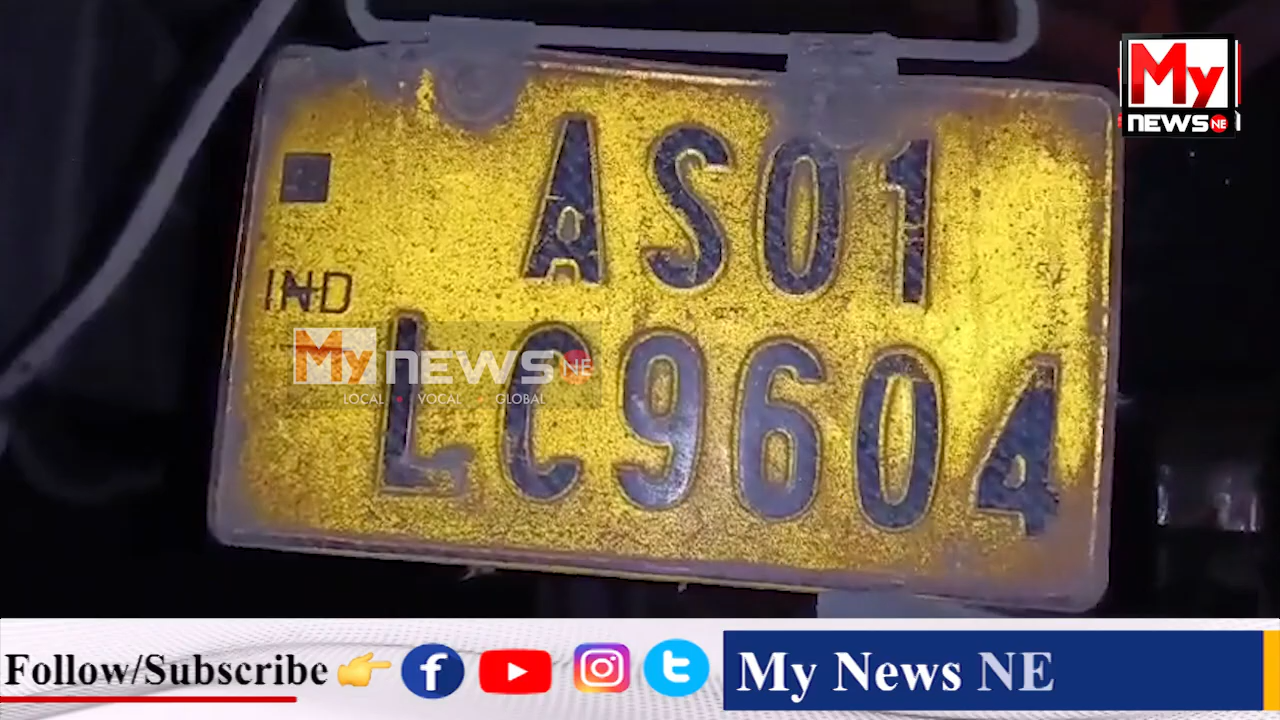 My
NEWS NE
AS01
IND
LC9604
My NEWS NE
LOCAL • VOCAL • GLOBAL
Follow/Subscribe 👉 My News NE